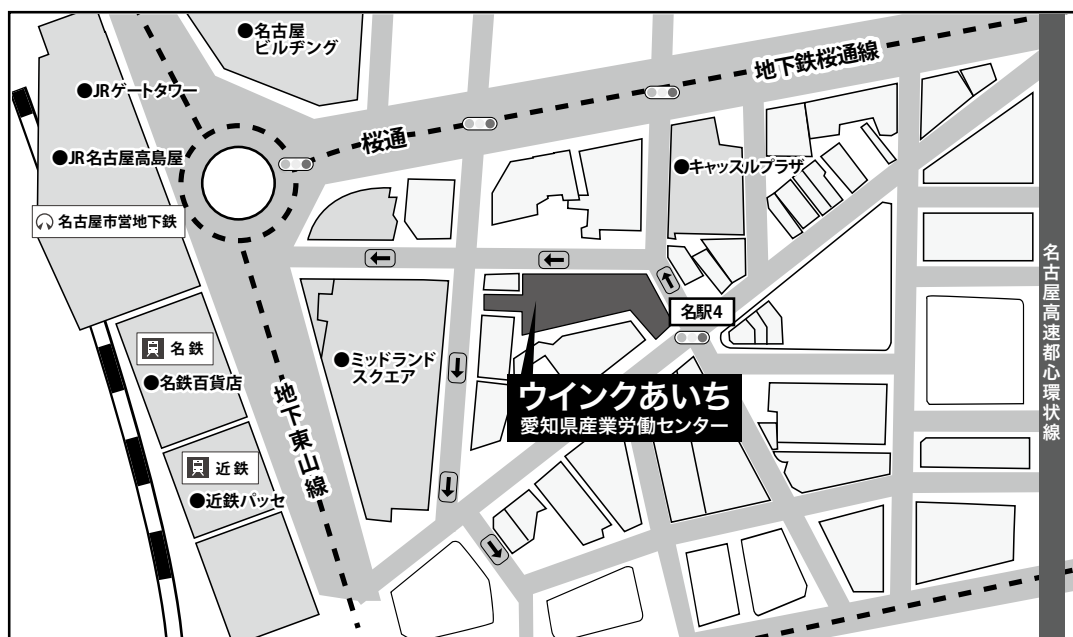 ●名古屋
ビルヂング
●JRゲートタワー
地下鉄桜通線
桜通
●JR名古屋高島屋
●キャッスルプラザ
名古屋市営地下鉄
名古屋高速都心環状線
名駅4
名鉄
●ミッドランド
スクエア
●名鉄百貨店
ウインクあいち
愛知県産業労働センター
地下東山線
近鉄
●近鉄パッセ